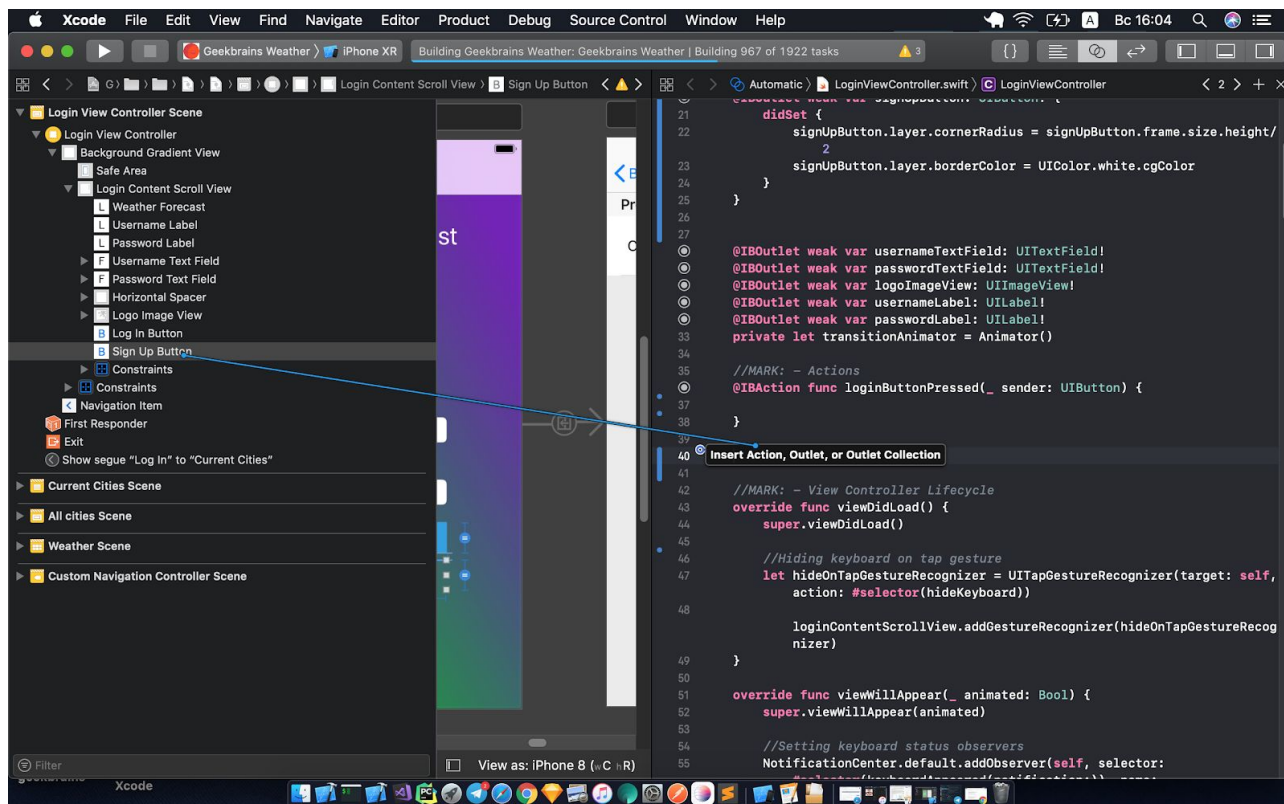 Xcode File Edit View Find Navigate Editor Product Debug Source Control Window Help A Вс 16:04
Geekbrains Weather iPhone XR Building Geekbrains Weather: Geekbrains Weather | Building 967 of 1922 tasks 3 {}
G Login Content Scroll View B Sign Up Button
Automatic LoginViewController.swift C LoginViewController 2
Login View Controller Scene
Login View Controller
Background Gradient View
Safe Area
Login Content Scroll View
L Weather Forecast
L Username Label
L Password Label
F Username Text Field
F Password Text Field
Horizontal Spacer
Logo Image View
B Log In Button
B Sign Up Button
Constraints
Constraints
Navigation Item
First Responder
Exit
Show segue "Log In" to "Current Cities"
Current Cities Scene
All cities Scene
Weather Scene
Custom Navigation Controller Scene
Filter
st
Pr
View as: iPhone 8 (wC hR)
@IBOutlet weak var signUpButton: UIButton! {
21 didSet {
22 signUpButton.layer.cornerRadius = signUpButton.frame.size.height/
2
23 signUpButton.layer.borderColor = UIColor.white.cgColor
24 }
25 }
26
27
@IBOutlet weak var usernameTextField: UITextField!
@IBOutlet weak var passwordTextField: UITextField!
@IBOutlet weak var logoImageView: UIImageView!
@IBOutlet weak var usernameLabel: UILabel!
@IBOutlet weak var passwordLabel: UILabel!
33 private let transitionAnimator = Animator()
34
35 //MARK: - Actions
@IBAction func loginButtonPressed(_ sender: UIButton) {
37
38 }
39
40 Insert Action, Outlet, or Outlet Collection
41
42 //MARK: - View Controller Lifecycle
43 override func viewDidLoad() {
44 super.viewDidLoad()
45
46 //Hiding keyboard on tap gesture
47 let hideOnTapGestureRecognizer = UITapGestureRecognizer(target: self,
action: #selector(hideKeyboard))
48
loginContentScrollView.addGestureRecognizer(hideOnTapGestureRecog
nizer)
49 }
50
51 override func viewWillAppear(_ animated: Bool) {
52 super.viewWillAppear(animated)
53
54 //Setting keyboard status observers
55 NotificationCenter.default.addObserver(self, selector:
Xcode